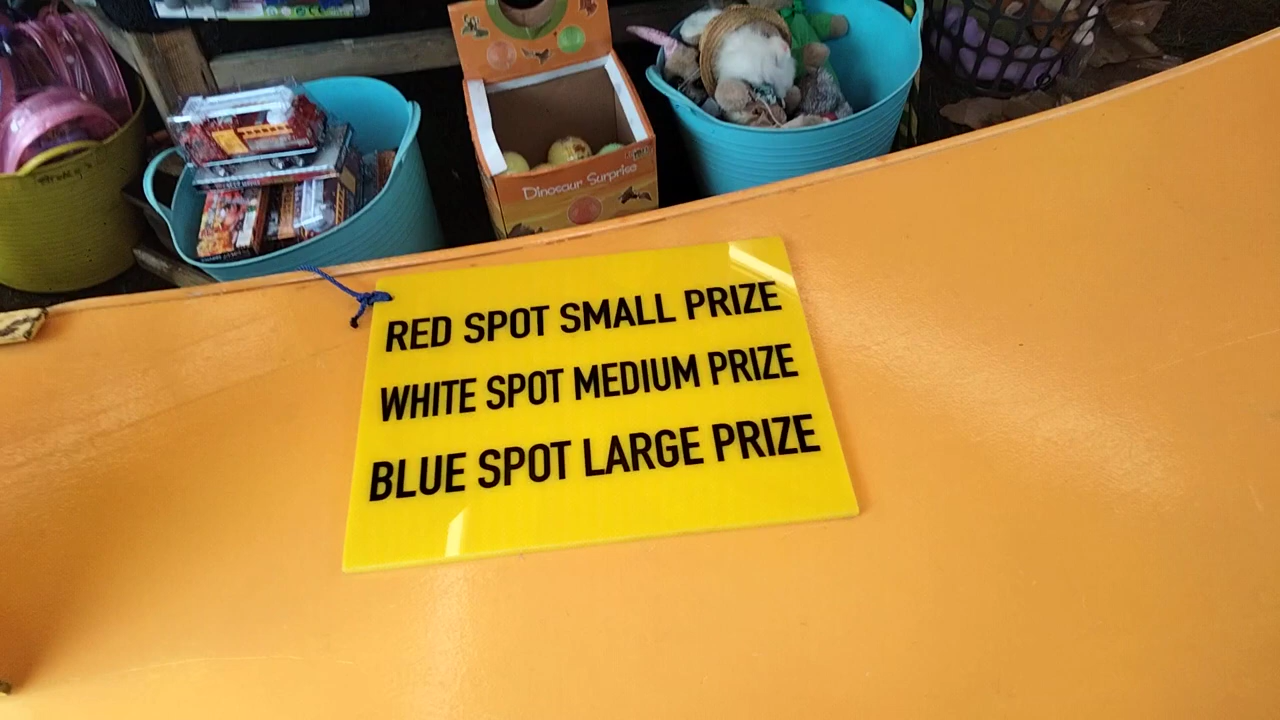 Dinosaur Surprise
RED SPOT SMALL PRIZE
WHITE SPOT MEDIUM PRIZE
BLUE SPOT LARGE PRIZE